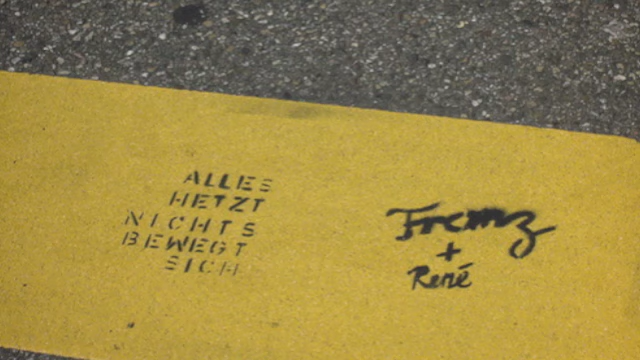 ALLES
HETZT
NICHTS
BEWEGT
SICH
Franz
+
René